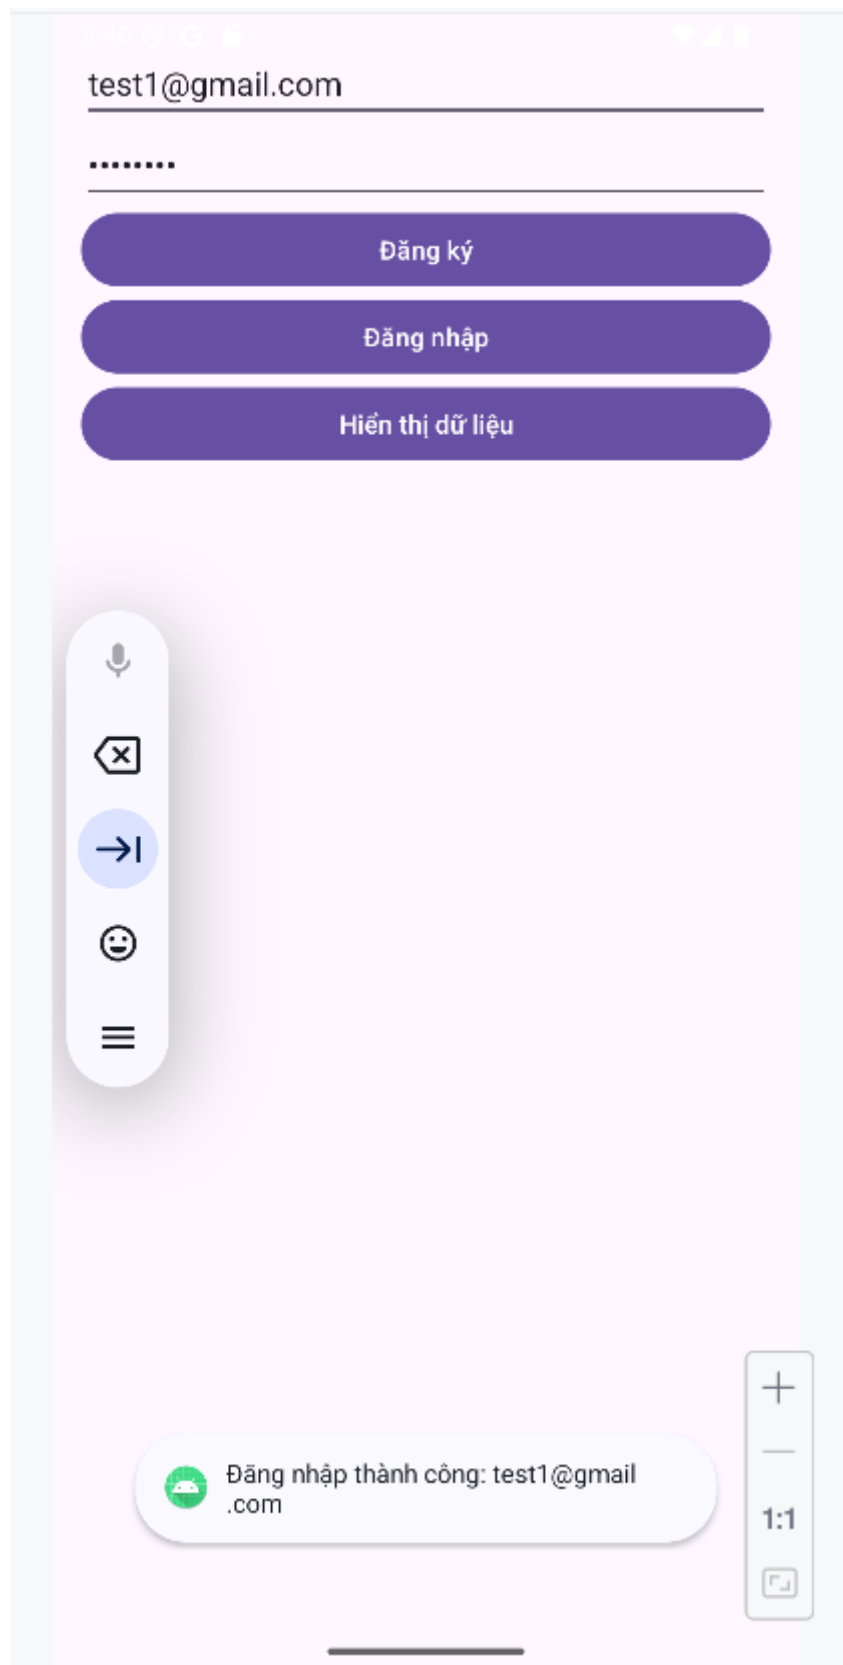 test1@gmail.com
••••••••
Đăng ký
Đăng nhập
Hiển thị dữ liệu
Đăng nhập thành công: test1@gmail
.com
1:1